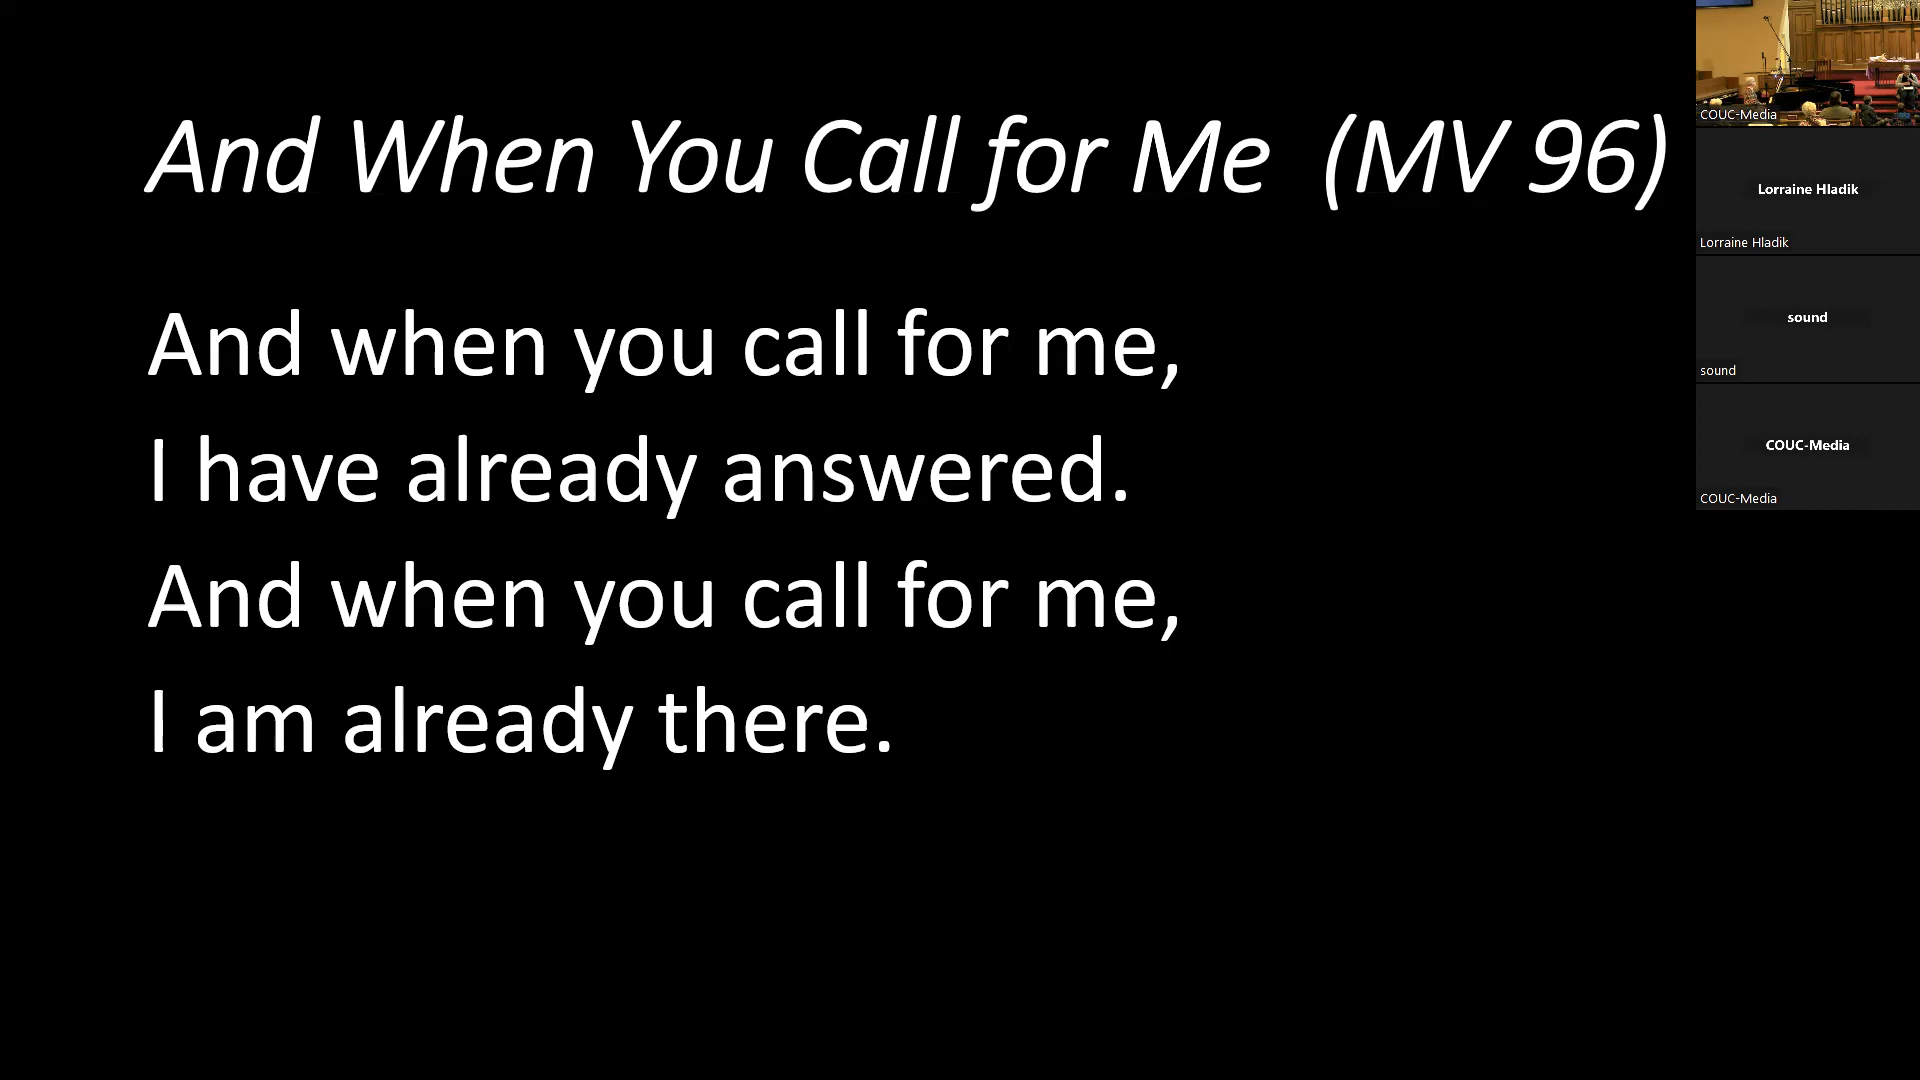 And When You Call for Me (MV 96)
And when you call for me,
I have already answered.
And when you call for me,
I am already there.
COUC-Media
Lorraine Hladik
Lorraine Hladik
sound
sound
COUC-Media
COUC-Media